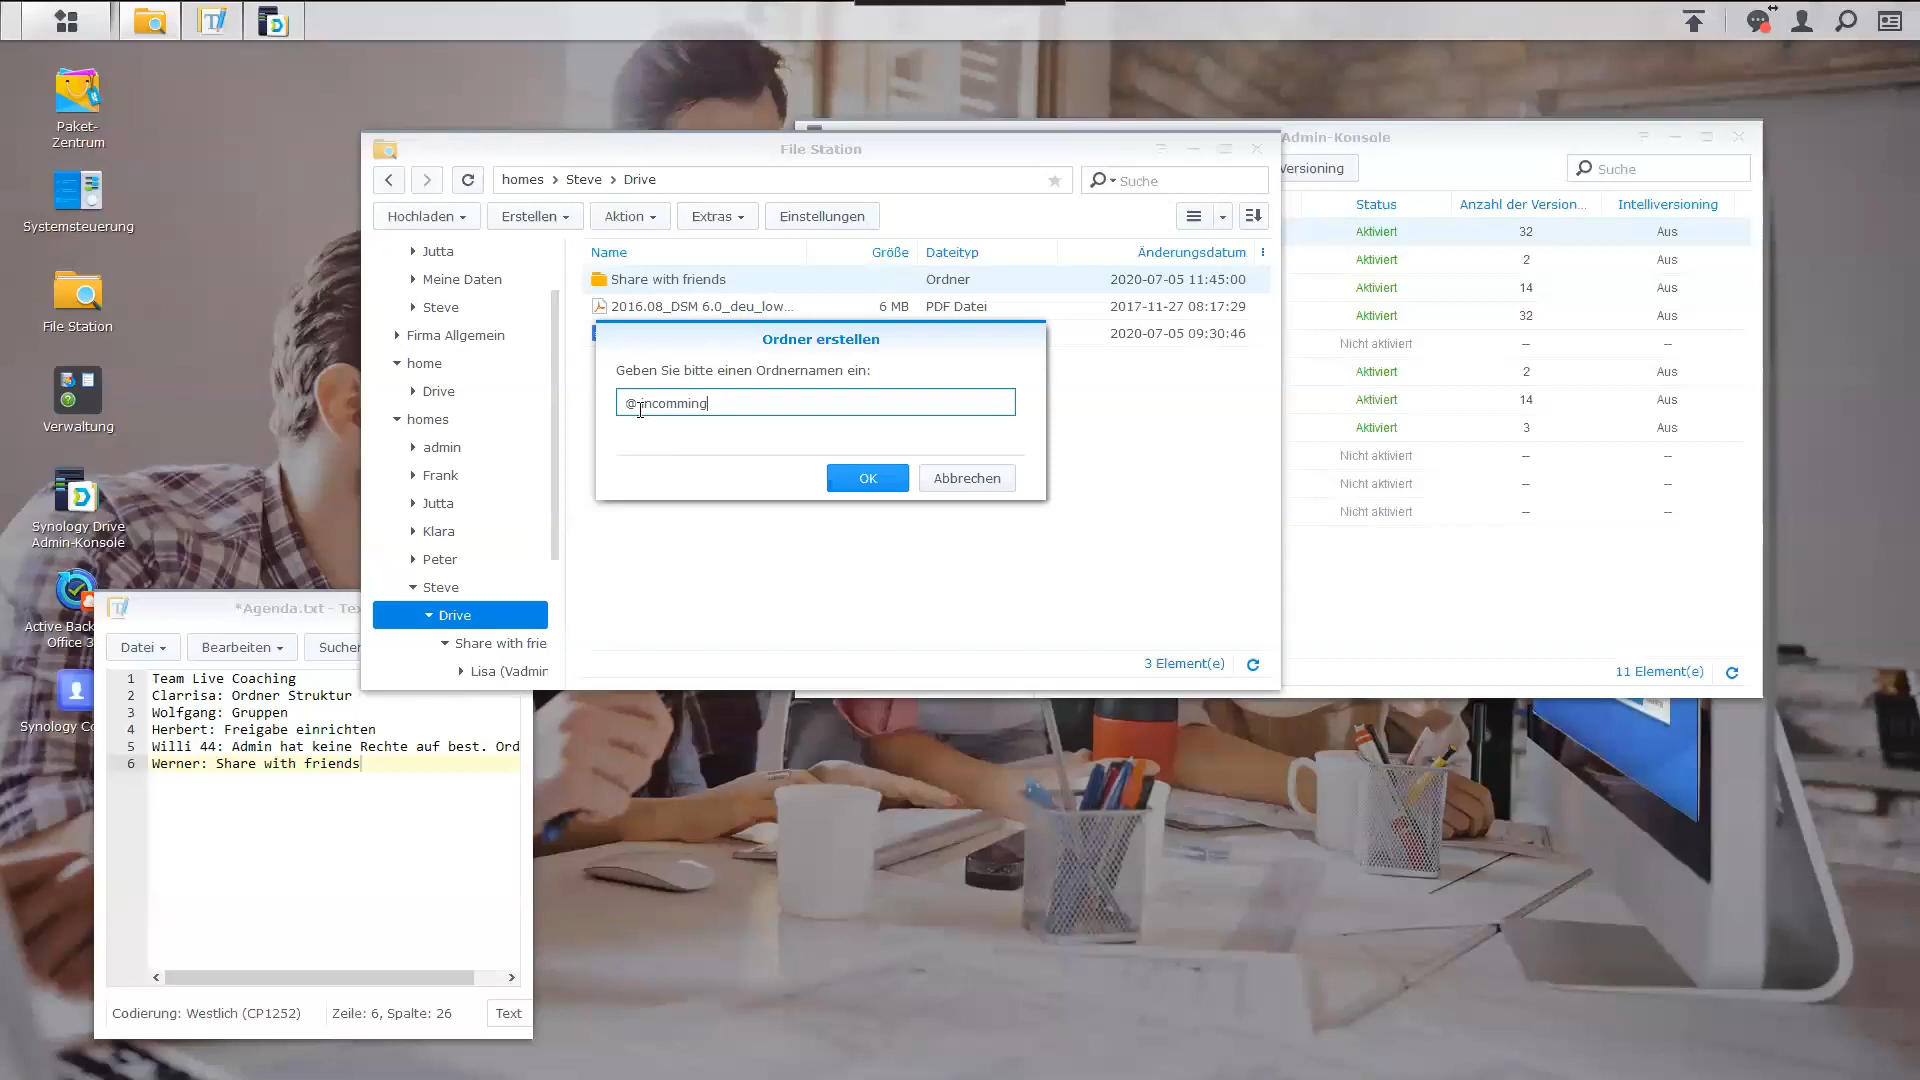 Paket-
Zentrum
Systemsteuerung
File Station
Verwaltung
Synology Drive
Admin-Konsole
Active Back
Office 3
Synology Co
File Station
homes
Steve
Drive
Suche
Hochladen
Erstellen
Aktion
Extras
Einstellungen
Jutta
Meine Daten
Steve
Firma Allgemein
home
Drive
homes
admin
Frank
Jutta
Klara
Peter
Steve
Drive
Share with frie
Lisa (Vadmin
Name Größe Dateityp Änderungsdatum
Share with friends Ordner 2020-07-05 11:45:00
2016.08_DSM 6.0_deu_low... 6 MB PDF Datei 2017-11-27 08:17:29
2020-07-05 09:30:46
3 Element(e)
Ordner erstellen
Geben Sie bitte einen Ordnernamen ein:
@incomming
OK
Abbrechen
Admin-Konsole
Versioning
Suche
Status Anzahl der Version... Intelliversioning
Aktiviert 32 Aus
Aktiviert 2 Aus
Aktiviert 14 Aus
Aktiviert 32 Aus
Nicht aktiviert -- --
Aktiviert 2 Aus
Aktiviert 14 Aus
Aktiviert 3 Aus
Nicht aktiviert -- --
Nicht aktiviert -- --
Nicht aktiviert -- --
11 Element(e)
*Agenda.txt - Tex
Datei
Bearbeiten
Suchen
1 Team Live Coaching
2 Clarrisa: Ordner Struktur
3 Wolfgang: Gruppen
4 Herbert: Freigabe einrichten
5 Willi 44: Admin hat keine Rechte auf best. Ord
6 Werner: Share with friends
Codierung: Westlich (CP1252)
Zeile: 6, Spalte: 26
Text